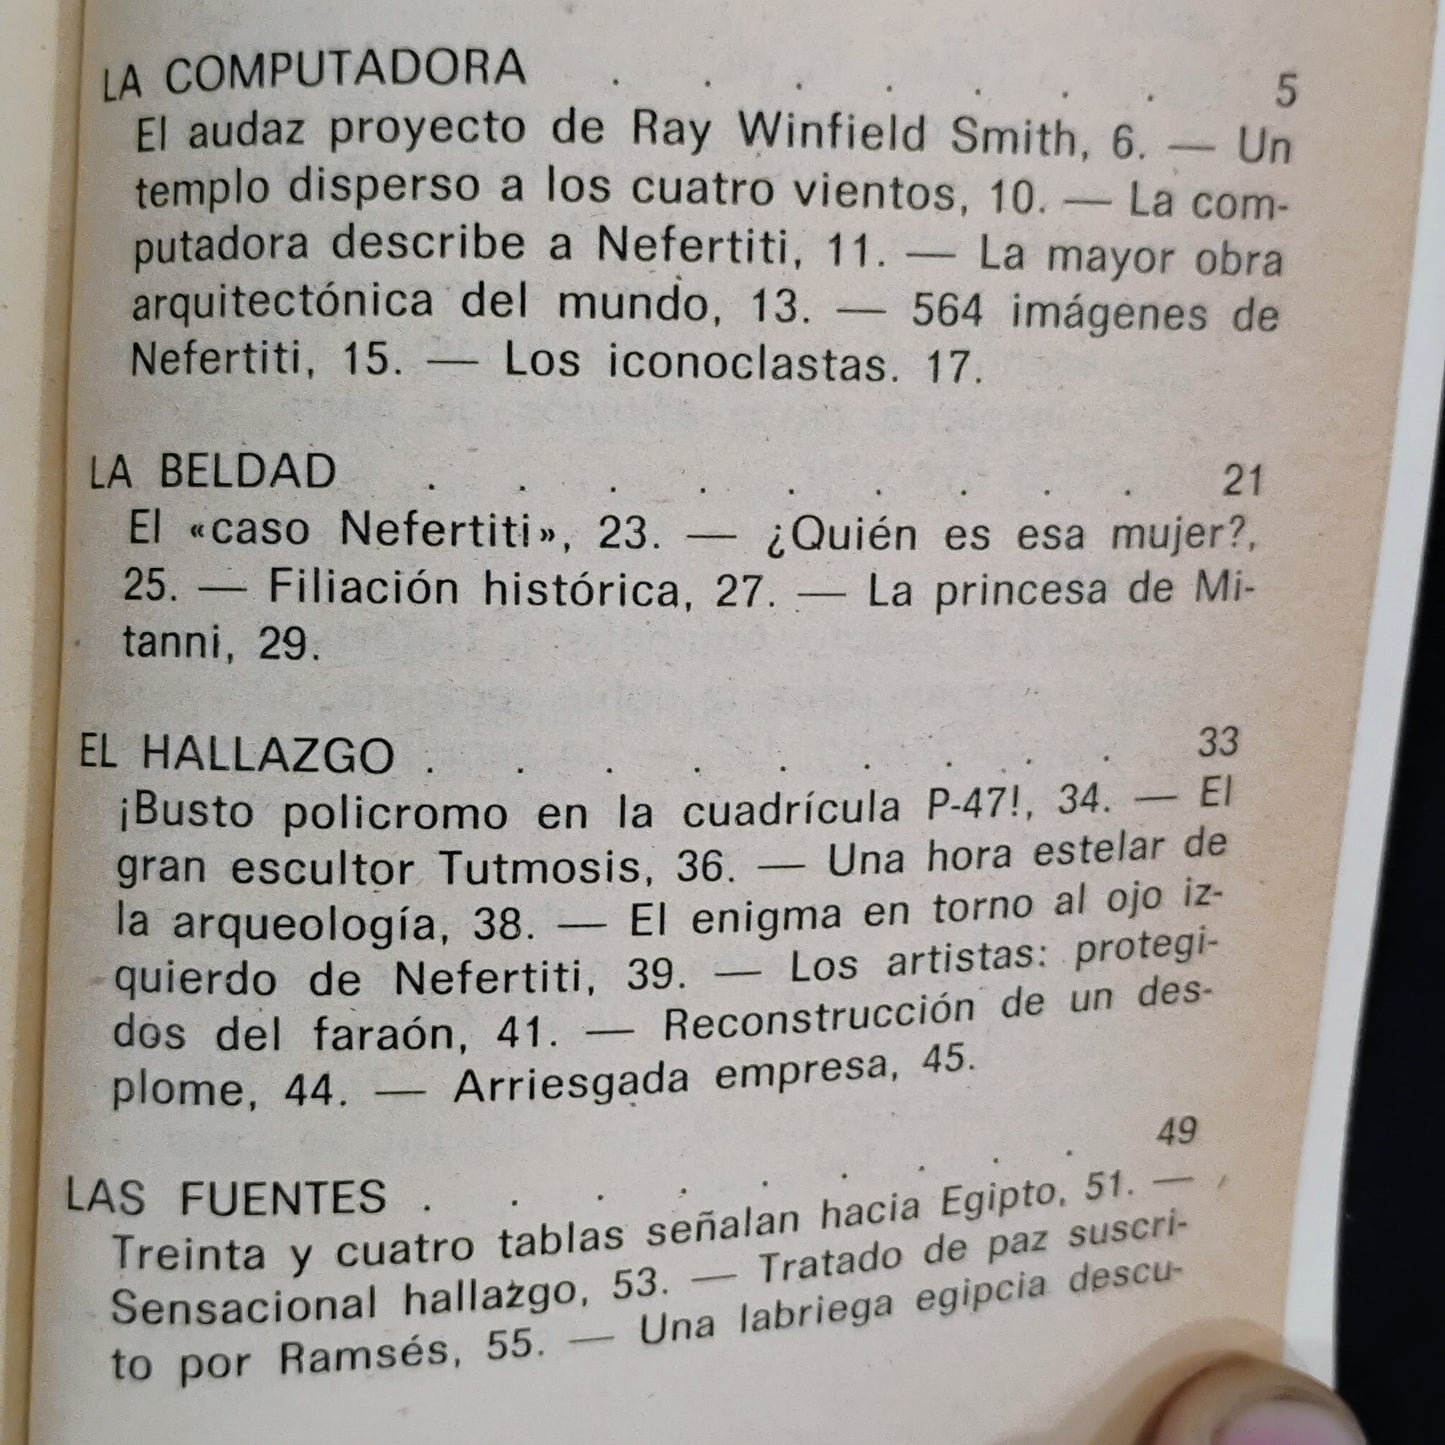 LA COMPUTADORA . . . . . . . 5
El audaz proyecto de Ray Winfield Smith, 6. — Un
templo disperso a los cuatro vientos, 10. — La com-
putadora describe a Nefertiti, 11. — La mayor obra
arquitectónica del mundo, 13. — 564 imágenes de
Nefertiti, 15. — Los iconoclastas. 17.
LA BELDAD . . . . . . . . . 21
El «caso Nefertiti», 23. — ¿Quién es esa mujer?,
25. — Filiación histórica, 27. — La princesa de Mi-
tanni, 29.
EL HALLAZGO . . . . . . . . . 33
¡Busto policromo en la cuadrícula P-47!, 34. — El
gran escultor Tutmosis, 36. — Una hora estelar de
la arqueología, 38. — El enigma en torno al ojo iz-
quierdo de Nefertiti, 39. — Los artistas: protegi-
dos del faraón, 41. — Reconstrucción de un des-
plome, 44. — Arriesgada empresa, 45.
LAS FUENTES . . . . . . . . . 49
Treinta y cuatro tablas señalan hacia Egipto, 51. —
Sensacional hallazgo, 53. — Tratado de paz suscri-
to por Ramsés, 55. — Una labriega egipcia descu-